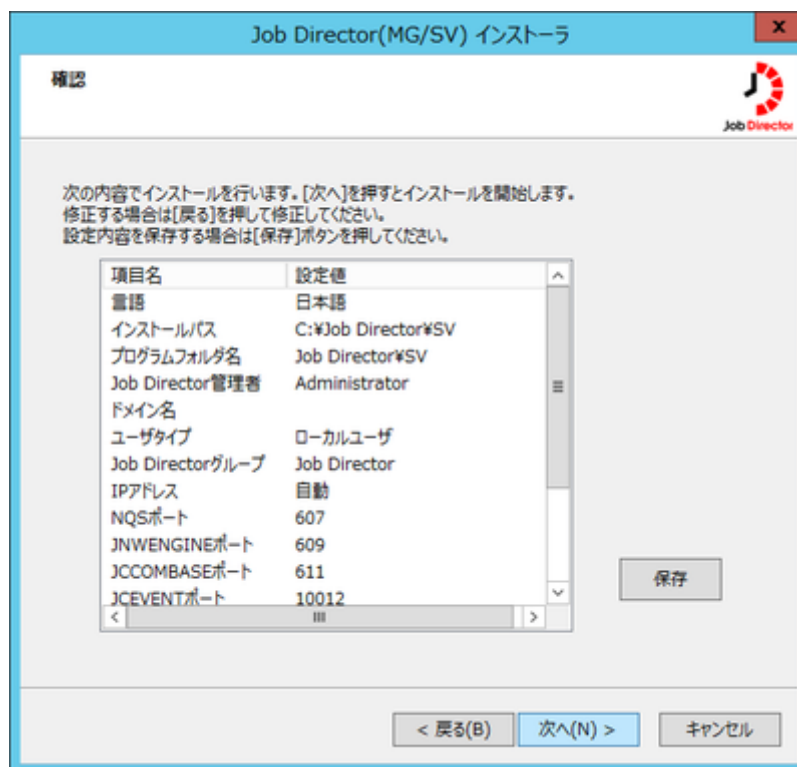 Job Director(MG/SV) インストーラ
x
確認
J
Job Director
次の内容でインストールを行います。[次へ]を押すとインストールを開始します。
修正する場合は[戻る]を押して修正してください。
設定内容を保存する場合は[保存]ボタンを押してください。
項目名 設定値
言語 日本語
インストールパス C:¥Job Director¥SV
プログラムフォルダ名 Job Director¥SV
Job Director管理者 Administrator
ドメイン名
ユーザタイプ ローカルユーザ
Job Directorグループ Job Director
IPアドレス 自動
NQSポート 607
JNWENGINEポート 609
JCCOMBASEポート 611
JCEVENTポート 10012
保存
< 戻る(B) 次へ(N) > キャンセル